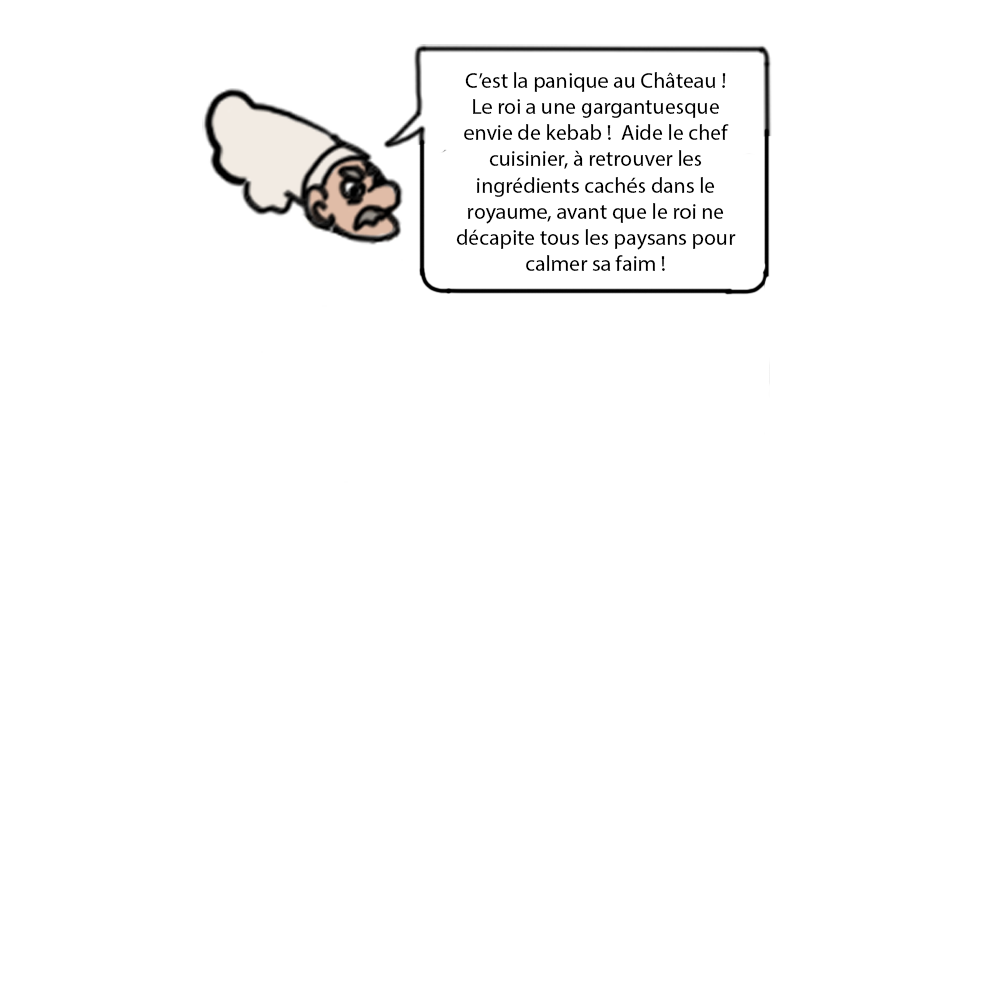 C’est la panique au Château !
Le roi a une gargantuesque
envie de kebab !  Aide le chef
cuisinier, à retrouver les
ingrédients cachés dans le
royaume, avant que le roi ne
décapite tous les paysans pour
calmer sa faim !